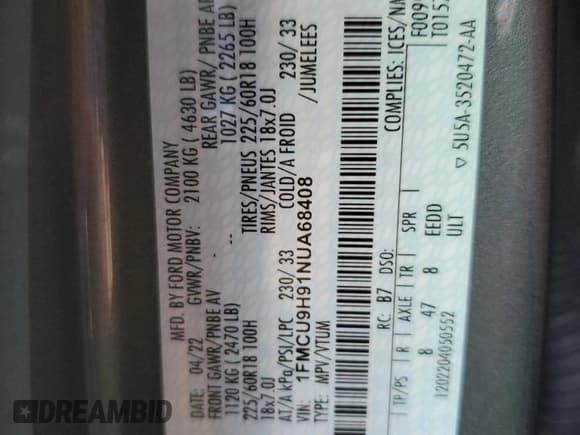 MFD. BY FORD MOTOR COMPANY
DATE: 04/22 GVWR/PNBV: 2100 KG ( 4630 LB)
FRONT GAWR/PNBE AV REAR GAWR/ PNBE AR
1120 KG ( 2470 LB) 1027 KG ( 2265 LB)
225/60R18 100H TIRES/PNEUS 225/60R18 100H
18x7.0J RIMS/JANTES 18x7.0J
AT/A kPa/PSI/LPC 230/ 33 COLD/A FROID 230/ 33
1FMCU9H91NUA68408 /JUMELEES
TYPE: MPV/VTUM
RC: B7 DSO: COMPLIES: ICES/NM
TP/PS R AXLE TR SPR F009
8 47 8 EEDD T015
1202204050552 ULT ▽ 5U5A-3520472-AA
DREAMBID